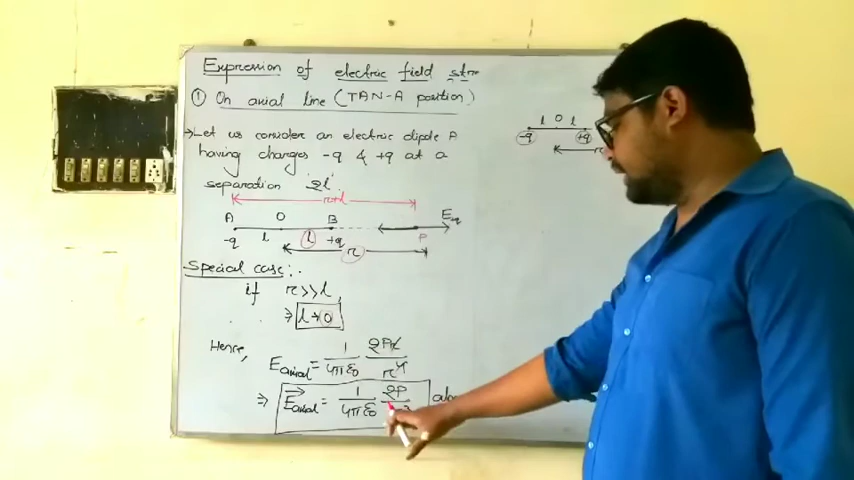 Expression of electric field stre
① On axial line (TAN-A position)
→ Let us consider an electric dipole A
having charges -q & +q at a
separation '2l'
r+l
A O B E+q
-q l l +q P
r
Special case:-
if r>>l,
⇒ l→0
Hence, E axial = 1/4πε0 2Pr/r⁴
⇒ E⃗ axial = 1/4πε0 2P
l O l
-q +q
r